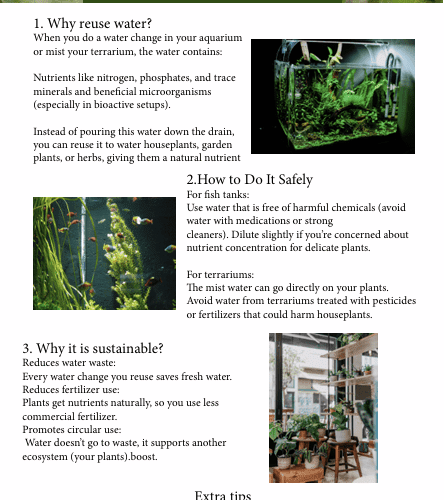 1. Why reuse water?
When you do a water change in your aquarium
or mist your terrarium, the water contains:
Nutrients like nitrogen, phosphates, and trace
minerals and beneficial microorganisms
(especially in bioactive setups).
Instead of pouring this water down the drain,
you can reuse it to water houseplants, garden
plants, or herbs, giving them a natural nutrient
2.How to Do It Safely
For fish tanks:
Use water that is free of harmful chemicals (avoid
water with medications or strong
cleaners). Dilute slightly if you're concerned about
nutrient concentration for delicate plants.
For terrariums:
The mist water can go directly on your plants.
Avoid water from terrariums treated with pesticides
or fertilizers that could harm houseplants.
3. Why it is sustainable?
Reduces water waste:
Every water change you reuse saves fresh water.
Reduces fertilizer use:
Plants get nutrients naturally, so you use less
commercial fertilizer.
Promotes circular use:
Water doesn't go to waste, it supports another
ecosystem (your plants).boost.
Extra tips